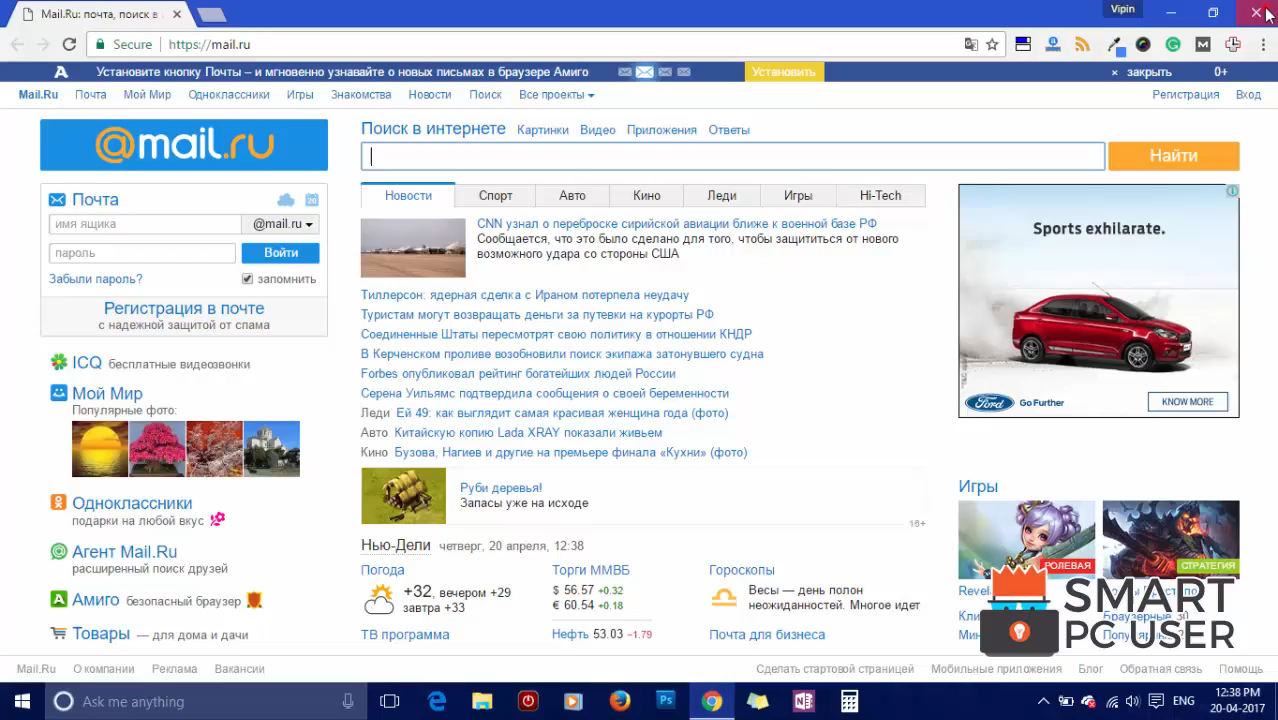 Mail.Ru: почта, поиск в
Vipin
Secure https://mail.ru
Установите кнопку Почты – и мгновенно узнавайте о новых письмах в браузере Амиго
Установить
× закрыть 0+
Mail.Ru Почта Мой Мир Одноклассники Игры Знакомства Новости Поиск Все проекты
Регистрация Вход
@mail.ru
Поиск в интернете Картинки Видео Приложения Ответы
Найти
Почта
имя ящика @mail.ru
пароль Войти
Забыли пароль? запомнить
Регистрация в почте
с надежной защитой от спама
ICQ бесплатные видеозвонки
Мой Мир
Популярные фото:
Одноклассники
подарки на любой вкус
Агент Mail.Ru
расширенный поиск друзей
Амиго безопасный браузер
Товары — для дома и дачи
Новости Спорт Авто Кино Леди Игры Hi-Tech
CNN узнал о переброске сирийской авиации ближе к военной базе РФ
Сообщается, что это было сделано для того, чтобы защититься от нового
возможного удара со стороны США
Тиллерсон: ядерная сделка с Ираном потерпела неудачу
Туристам могут возвращать деньги за путевки на курорты РФ
Соединенные Штаты пересмотрят свою политику в отношении КНДР
В Керченском проливе возобновили поиск экипажа затонувшего судна
Forbes опубликовал рейтинг богатейших людей России
Серена Уильямс подтвердила сообщения о своей беременности
Леди Ей 49: как выглядит самая красивая женщина года (фото)
Авто Китайскую копию Lada XRAY показали живьем
Кино Бузова, Нагиев и другие на премьере финала «Кухни» (фото)
Руби деревья!
Запасы уже на исходе
16+
Нью-Дели четверг, 20 апреля, 12:38
Погода
+32, вечером +29
завтра +33
ТВ программа
Торги ММВБ
$ 56.57 +0.32
€ 60.54 +0.18
Нефть 53.03 −1.79
Гороскопы
Весы — день полон
неожиданностей. Многое идет
Почта для бизнеса
Sports exhilarate.
Ford Go Further
KNOW MORE
Игры
РОЛЕВАЯ
СТРАТЕГИЯ
Revel
Браузерные 30
SMART
PC USER
Mail.Ru О компании Реклама Вакансии
Сделать стартовой страницей Мобильные приложения Блог Обратная связь Помощь
Ask me anything
ENG
12:38 PM
20-04-2017